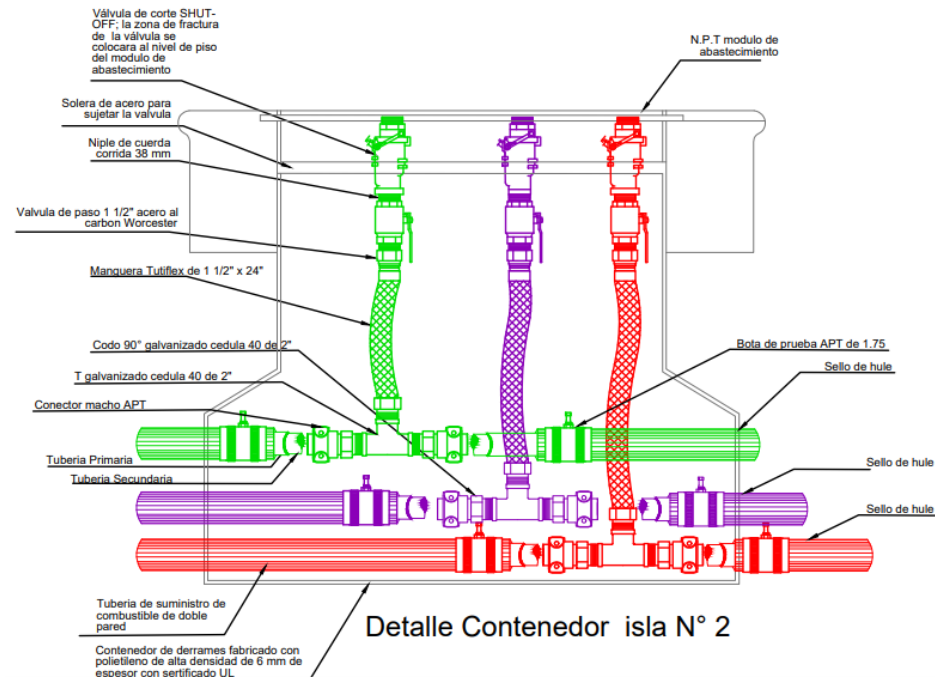 Válvula de corte SHUT-
OFF; la zona de fractura
de la válvula se
colocara al nivel de piso
del modulo de
abastecimiento
N.P.T modulo de
abastecimiento
Solera de acero para
sujetar la valvula
Niple de cuerda
corrida 38 mm
Valvula de paso 1 1/2" acero al
carbon Worcester
Manquera Tutiflex de 1 1/2" x 24"
Codo 90° galvanizado cedula 40 de 2"
Bota de prueba APT de 1.75
T galvanizado cedula 40 de 2"
Sello de hule
Conector macho APT
Tuberia Primaria
Tuberia Secundaria
Sello de hule
Sello de hule
Tuberia de suministro de
combustible de doble
pared
Detalle Contenedor isla N° 2
Contenedor de derrames fabricado con
polietileno de alta densidad de 6 mm de
espesor con sertificado UL